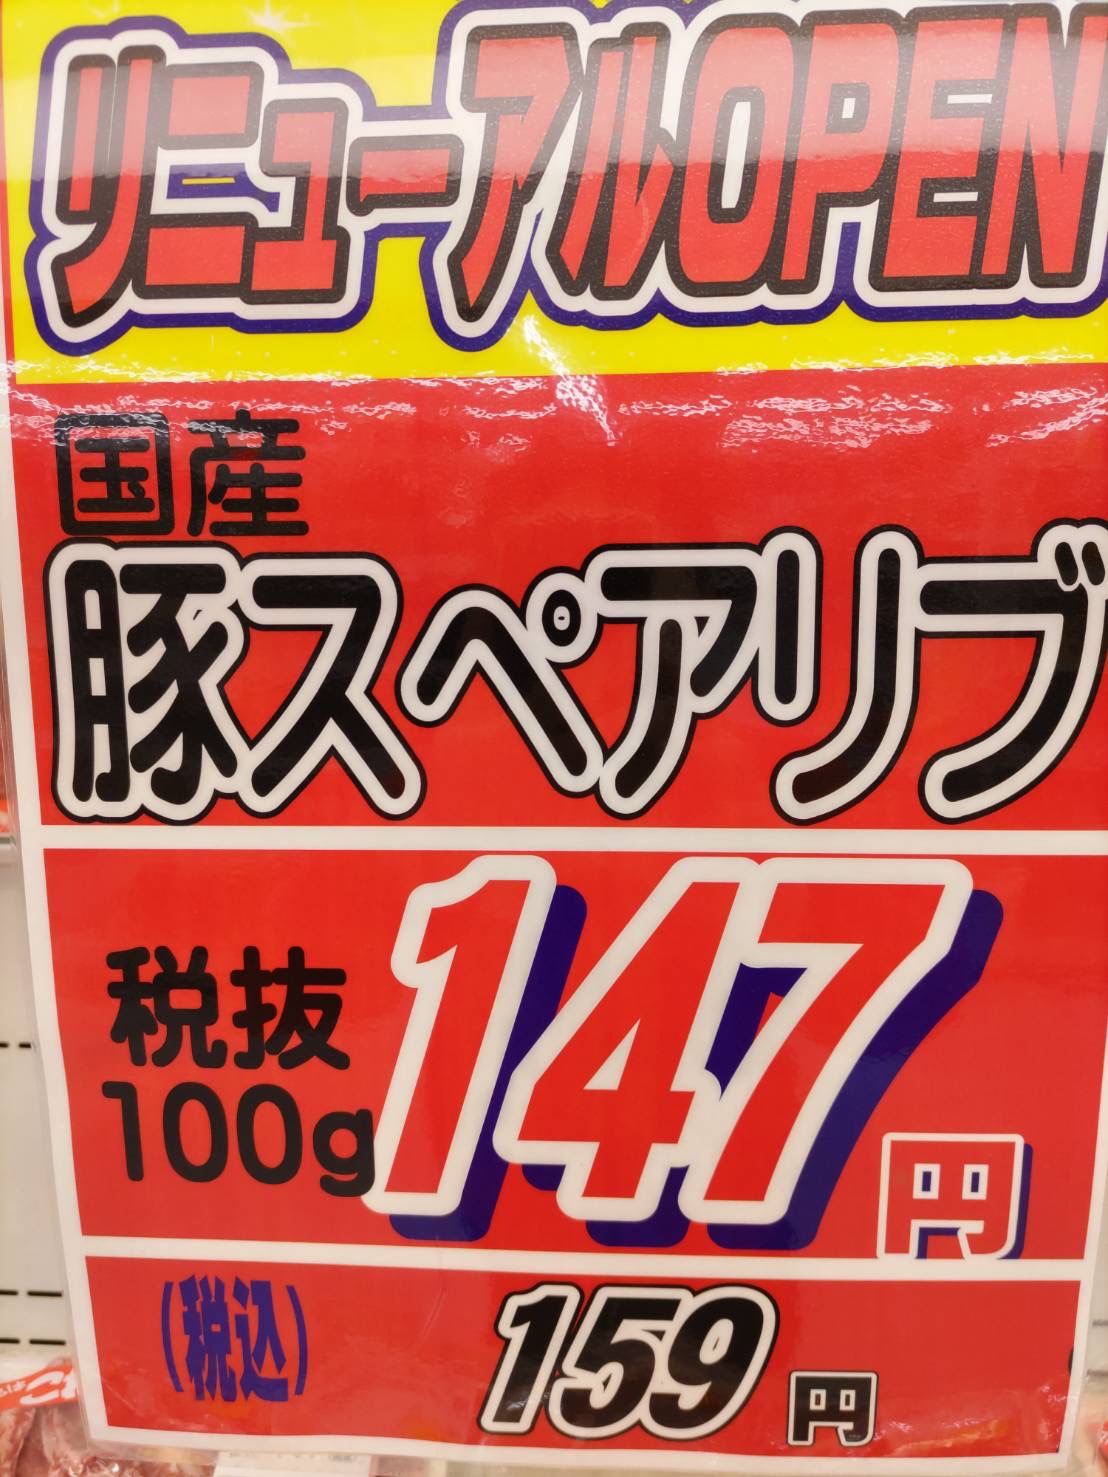 リニューアルOPEN
国産
豚スペアリブ
税抜
100g
147円
(税込)
159円